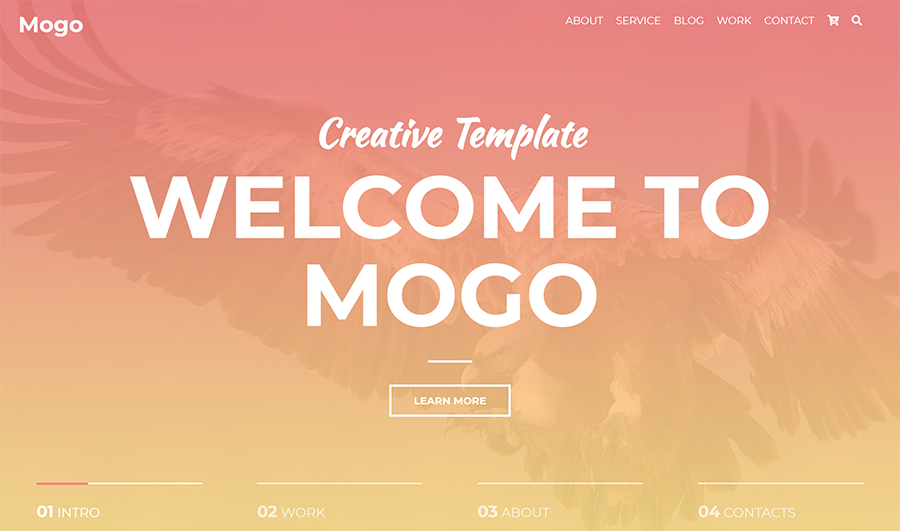 Mogo
ABOUT SERVICE BLOG WORK CONTACT
Creative Template
WELCOME TO
MOGO
LEARN MORE
01 INTRO
02 WORK
03 ABOUT
04 CONTACTS